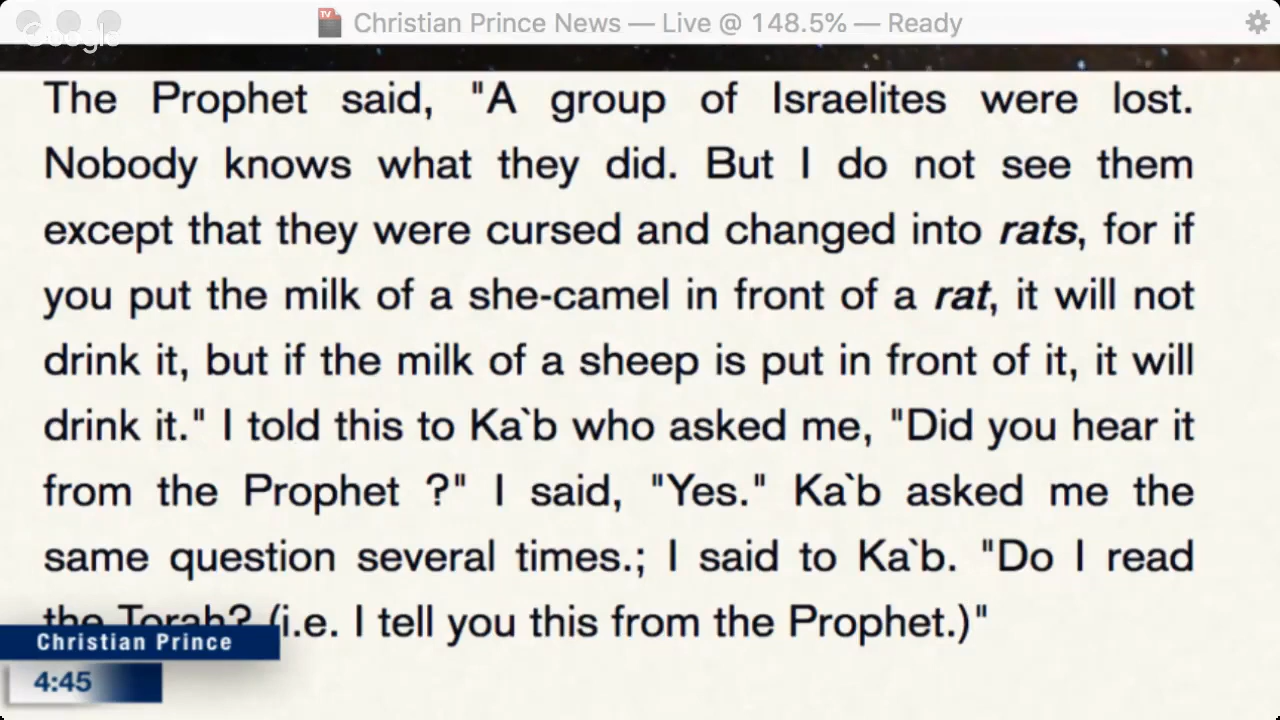 TV Christian Prince News — Live @ 148.5% — Ready
Google
The Prophet said, "A group of Israelites were lost.
Nobody knows what they did. But I do not see them
except that they were cursed and changed into rats, for if
you put the milk of a she-camel in front of a rat, it will not
drink it, but if the milk of a sheep is put in front of it, it will
drink it." I told this to Ka`b who asked me, "Did you hear it
from the Prophet ?" I said, "Yes." Ka`b asked me the
same question several times.; I said to Ka`b. "Do I read
the Torah? (i.e. I tell you this from the Prophet.)"
Christian Prince
4:45